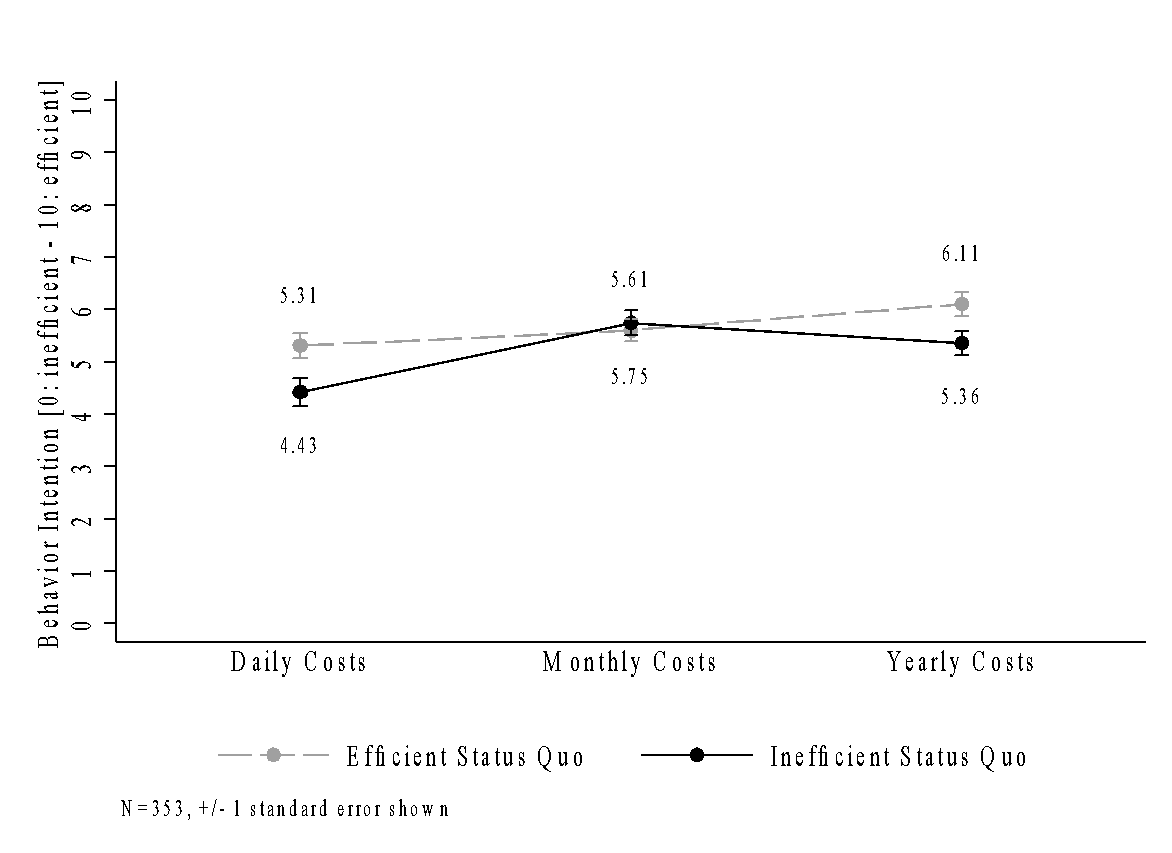 Behavior Intention [0: inefficient - 10: efficient]
10
9
8
7
6
5
4
3
2
1
0
5.31
4.43
5.61
5.75
6.11
5.36
Daily Costs
Monthly Costs
Yearly Costs
Efficient Status Quo
Inefficient Status Quo
N=353, +/- 1 standard error shown